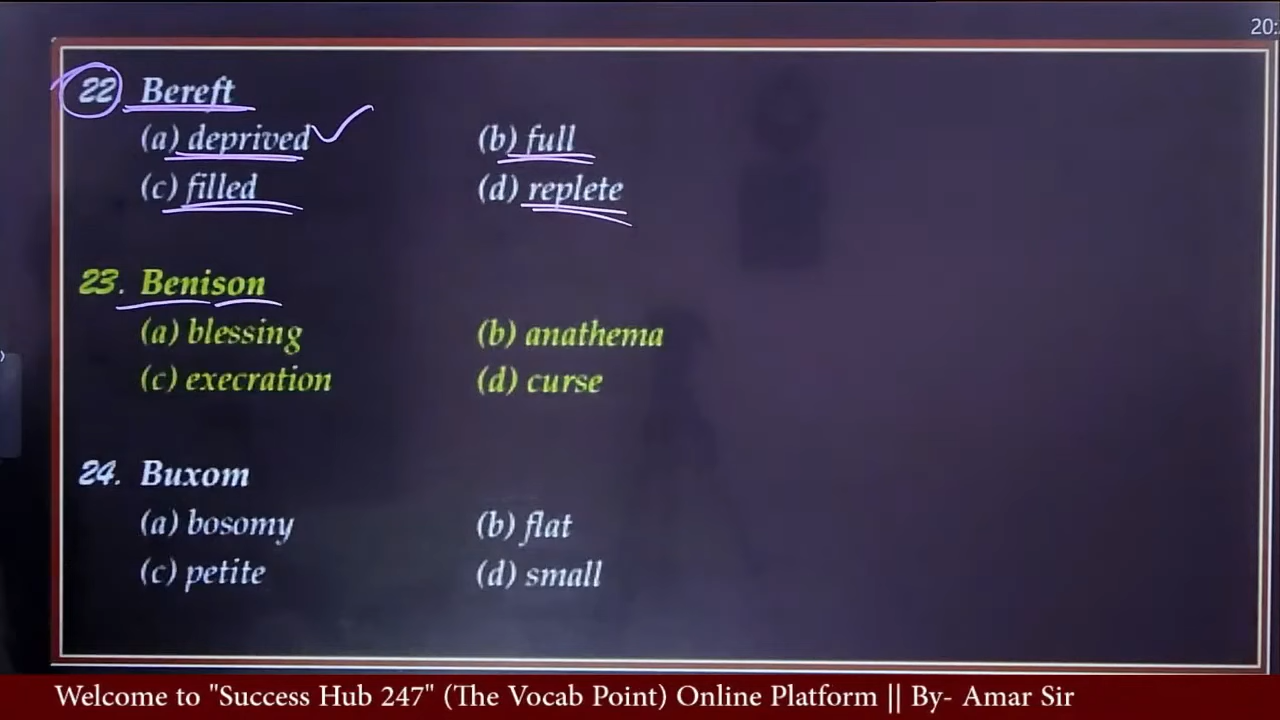 20:
22 Bereft
(a) deprived (b) full
(c) filled (d) replete
23. Benison
(a) blessing (b) anathema
(c) execration (d) curse
24. Buxom
(a) bosomy (b) flat
(c) petite (d) small
Welcome to "Success Hub 247" (The Vocab Point) Online Platform || By- Amar Sir